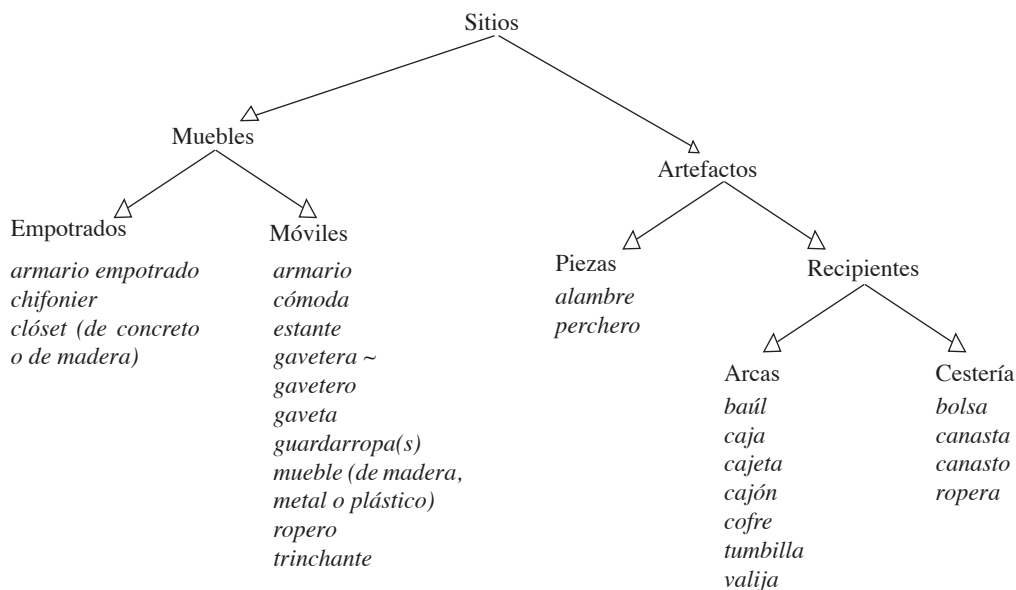 Sitios
Muebles
Artefactos
Empotrados
armario empotrado
chifonier
clóset (de concreto
o de madera)
Móviles
armario
cómoda
estante
gavetera ~
gavetero
gaveta
guardarropa(s)
mueble (de madera,
metal o plástico)
ropero
trinchante
Piezas
alambre
perchero
Recipientes
Arcas
baúl
caja
cajeta
cajón
cofre
tumbilla
valija
Cestería
bolsa
canasta
canasto
ropera